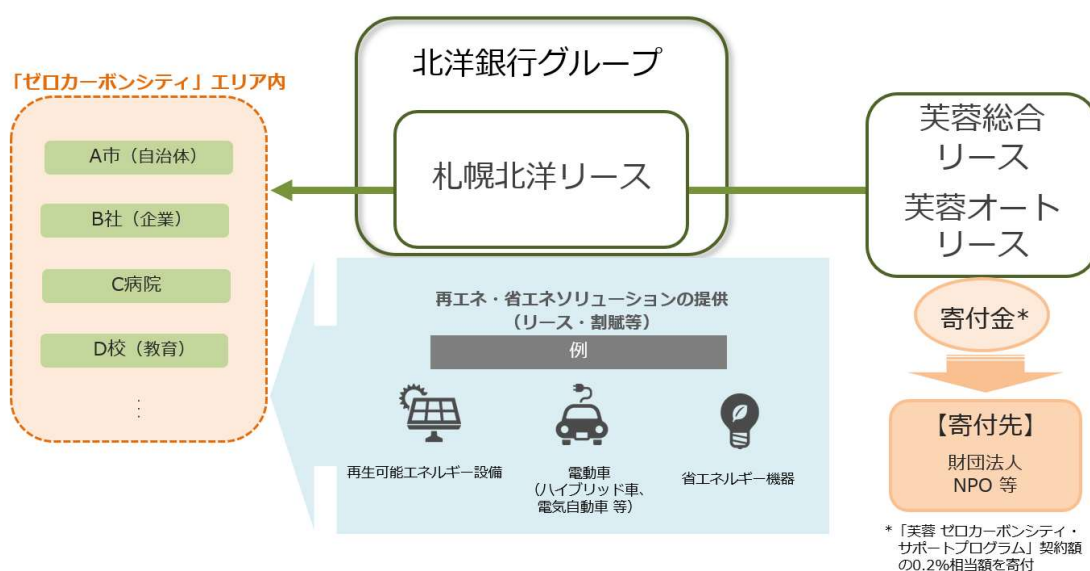 「ゼロカーボンシティ」エリア内
A市（自治体）
B社（企業）
C病院
D校（教育）
⋮
北洋銀行グループ
札幌北洋リース
芙蓉総合
リース
芙蓉オート
リース
再エネ・省エネソリューションの提供
（リース・割賦等）
例
再生可能エネルギー設備
電動車
（ハイブリッド車、
電気自動車 等）
省エネルギー機器
寄付金*
【寄付先】
財団法人
NPO 等
*「芙蓉 ゼロカーボンシティ・
サポートプログラム」契約額
の0.2%相当額を寄付